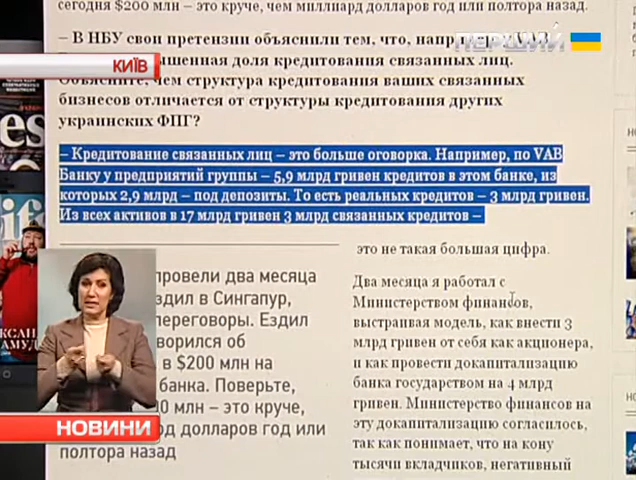 сегодня $200 млн – это круче, чем миллиард долларов год или полтора назад.
– В НБУ свои претензии объяснили тем, что,
ПЕРШИЙ
КИЇВ
доля кредитования связанных лиц.
чем структура кредитования ваших связанных
бизнесов отличается от структуры кредитования других
украинских ФПГ?
– Кредитование связанных лиц – это больше оговорка. Например, по VAB
Банку у предприятий группы – 5,9 млрд гривен кредитов в этом банке, из
которых 2,9 млрд – под депозиты. То есть реальных кредитов – 3 млрд гривен.
Из всех активов в 17 млрд гривен 3 млрд связанных кредитов –
это не такая большая цифра.
провели два месяца
ездил в Сингапур,
переговоры. Ездил
в $200 млн на
банка. Поверьте,
млн – это круче,
долларов год или
полтора назад
Два месяца я работал с
Министерством финансов,
выстраивая модель, как внести 3
млрд гривен от себя как акционера,
и как провести докапитализацию
банка государством на 4 млрд
гривен. Министерство финансов на
эту докапитализацию согласилось,
так как понимает, что на кону
тысячи вкладчиков, негативный
НОВИНИ